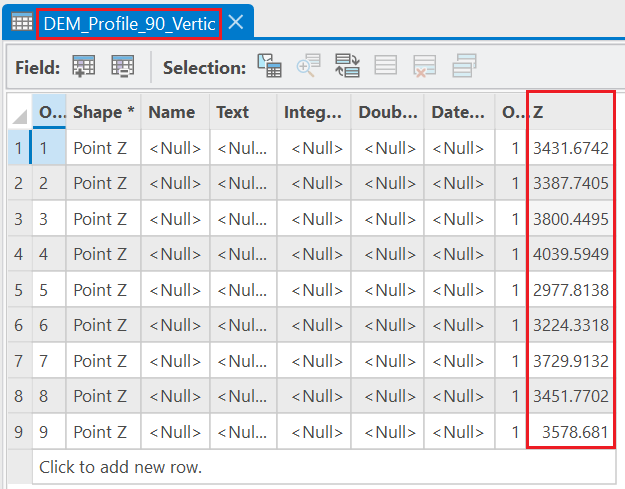 DEM_Profile_90_Vertic
Field: Selection:
O... Shape * Name Text Integ... Doub... Date... O... Z
1 1 Point Z <Null> <Nul... <Null> <Null> <Null> 1 3431.6742
2 2 Point Z <Null> <Nul... <Null> <Null> <Null> 1 3387.7405
3 3 Point Z <Null> <Nul... <Null> <Null> <Null> 1 3800.4495
4 4 Point Z <Null> <Nul... <Null> <Null> <Null> 1 4039.5949
5 5 Point Z <Null> <Nul... <Null> <Null> <Null> 1 2977.8138
6 6 Point Z <Null> <Nul... <Null> <Null> <Null> 1 3224.3318
7 7 Point Z <Null> <Nul... <Null> <Null> <Null> 1 3729.9132
8 8 Point Z <Null> <Nul... <Null> <Null> <Null> 1 3451.7702
9 9 Point Z <Null> <Nul... <Null> <Null> <Null> 1 3578.681
Click to add new row.